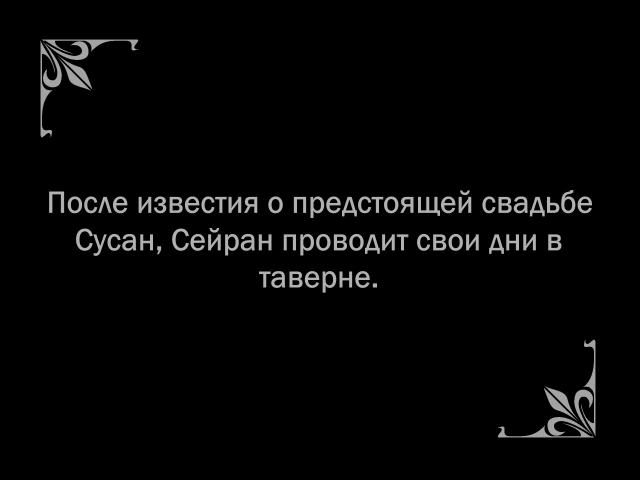 После известия о предстоящей свадьбе
Сусан, Сейран проводит свои дни в
таверне.